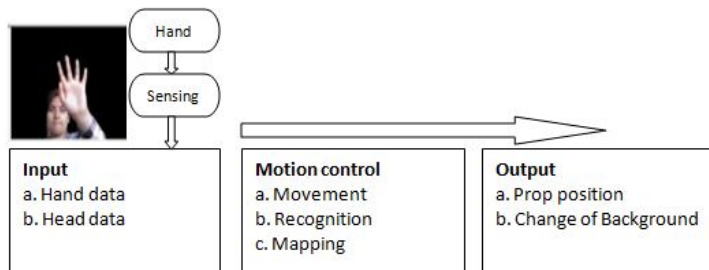 Hand
Sensing
Input
a. Hand data
b. Head data
Motion control
a. Movement
b. Recognition
c. Mapping
Output
a. Prop position
b. Change of Background